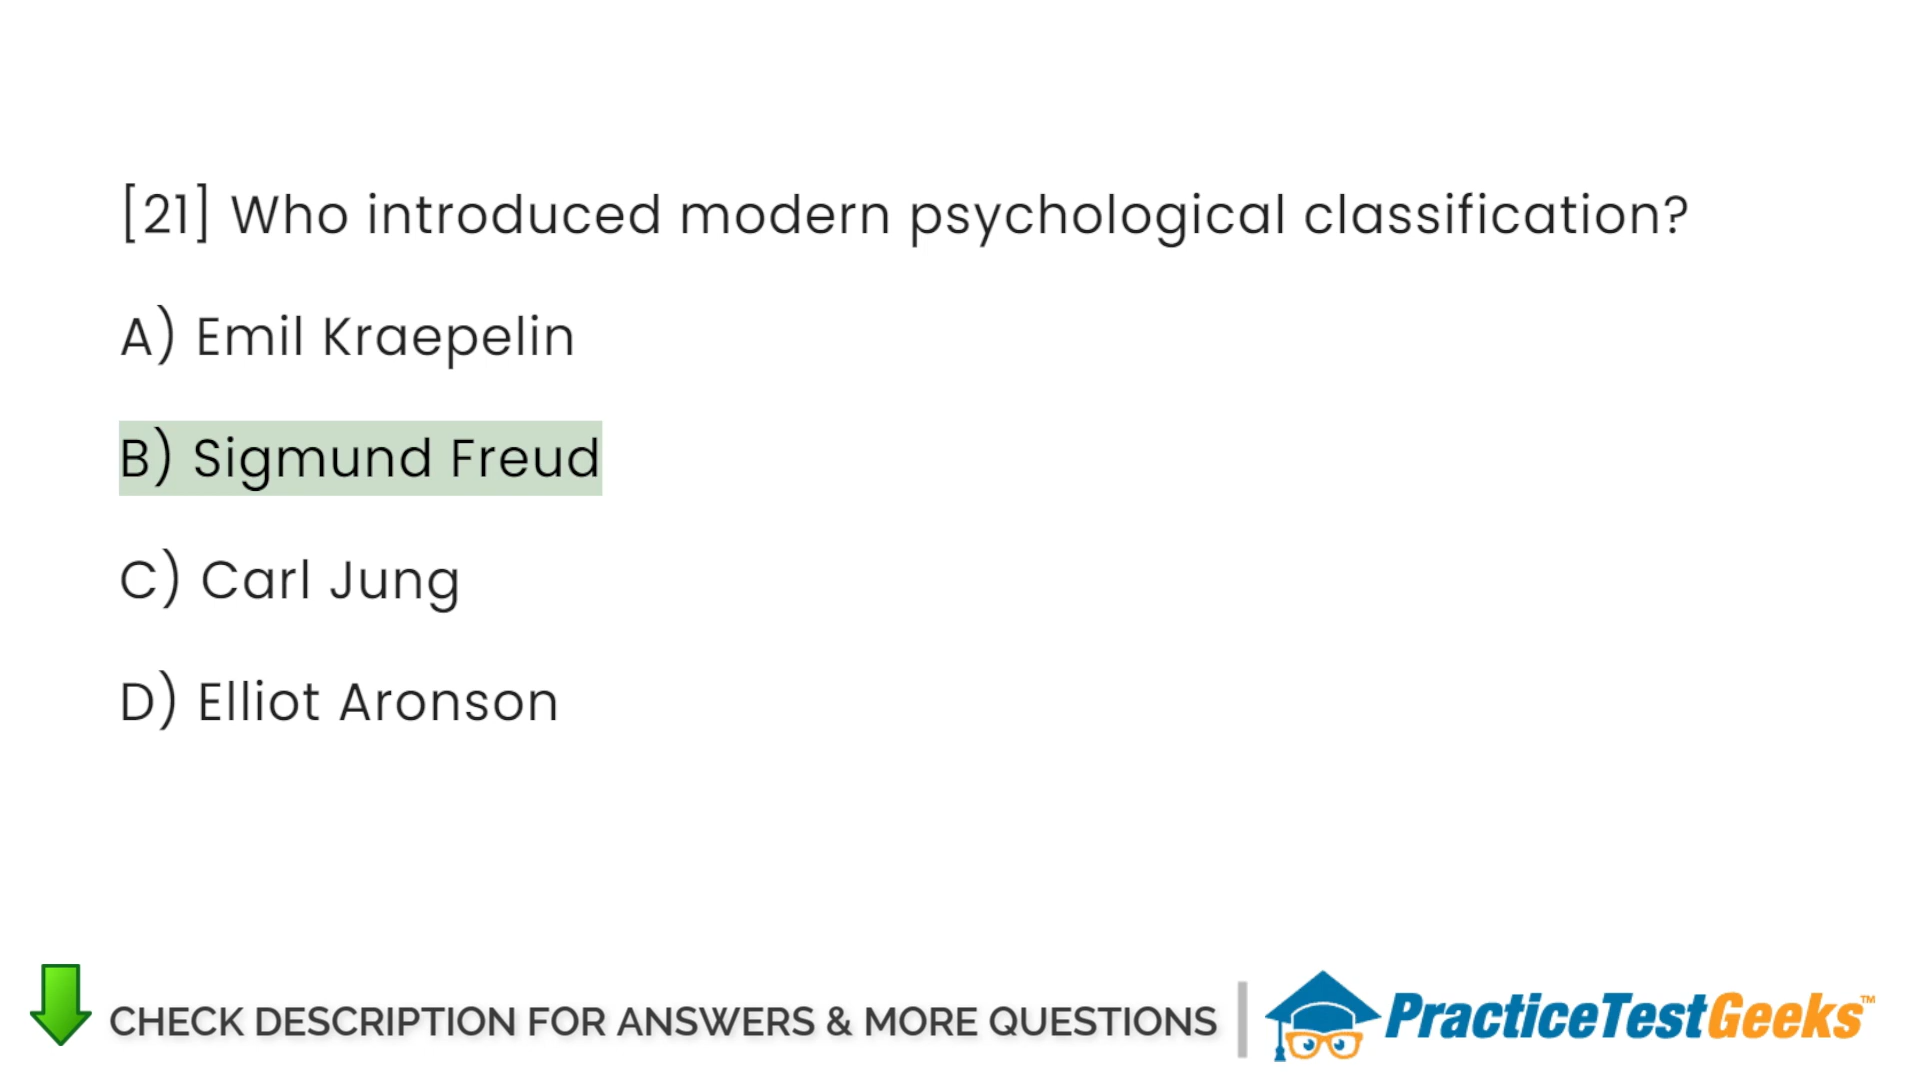 [21] Who introduced modern psychological classification?
A) Emil Kraepelin
B) Sigmund Freud
C) Carl Jung
D) Elliot Aronson
CHECK DESCRIPTION FOR ANSWERS & MORE QUESTIONS
PracticeTestGeeks™